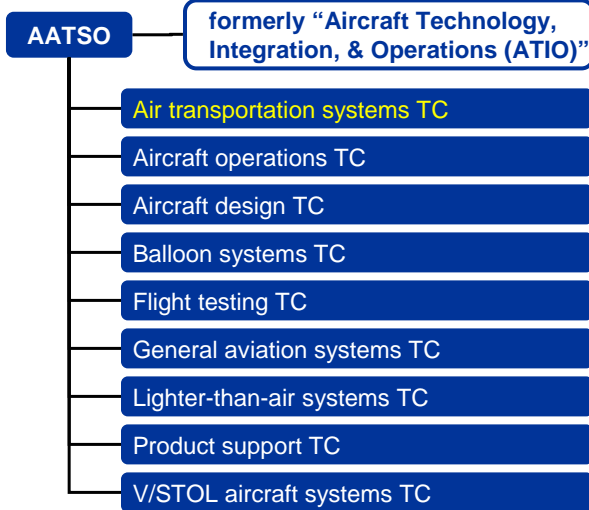 AATSO
formerly “Aircraft Technology,
Integration, & Operations (ATIO)”
Air transportation systems TC
Aircraft operations TC
Aircraft design TC
Balloon systems TC
Flight testing TC
General aviation systems TC
Lighter-than-air systems TC
Product support TC
V/STOL aircraft systems TC